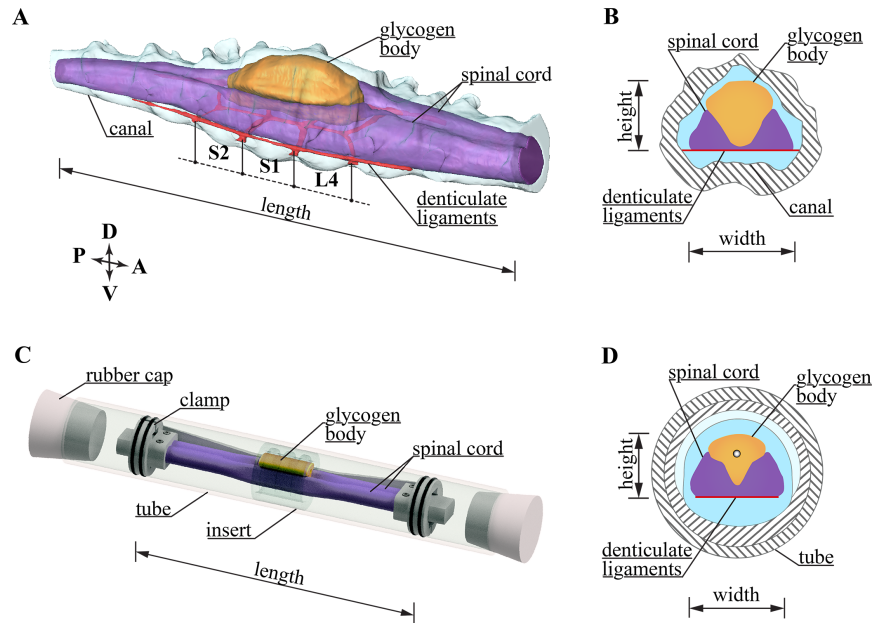 A
glycogen
body
spinal cord
canal
S2
S1
L4
denticulate
ligaments
length
D
P
A
V
B
spinal cord
glycogen
body
height
denticulate
ligaments
canal
width
C
rubber cap
clamp
glycogen
body
spinal cord
tube
insert
length
D
spinal cord
glycogen
body
height
denticulate
ligaments
tube
width